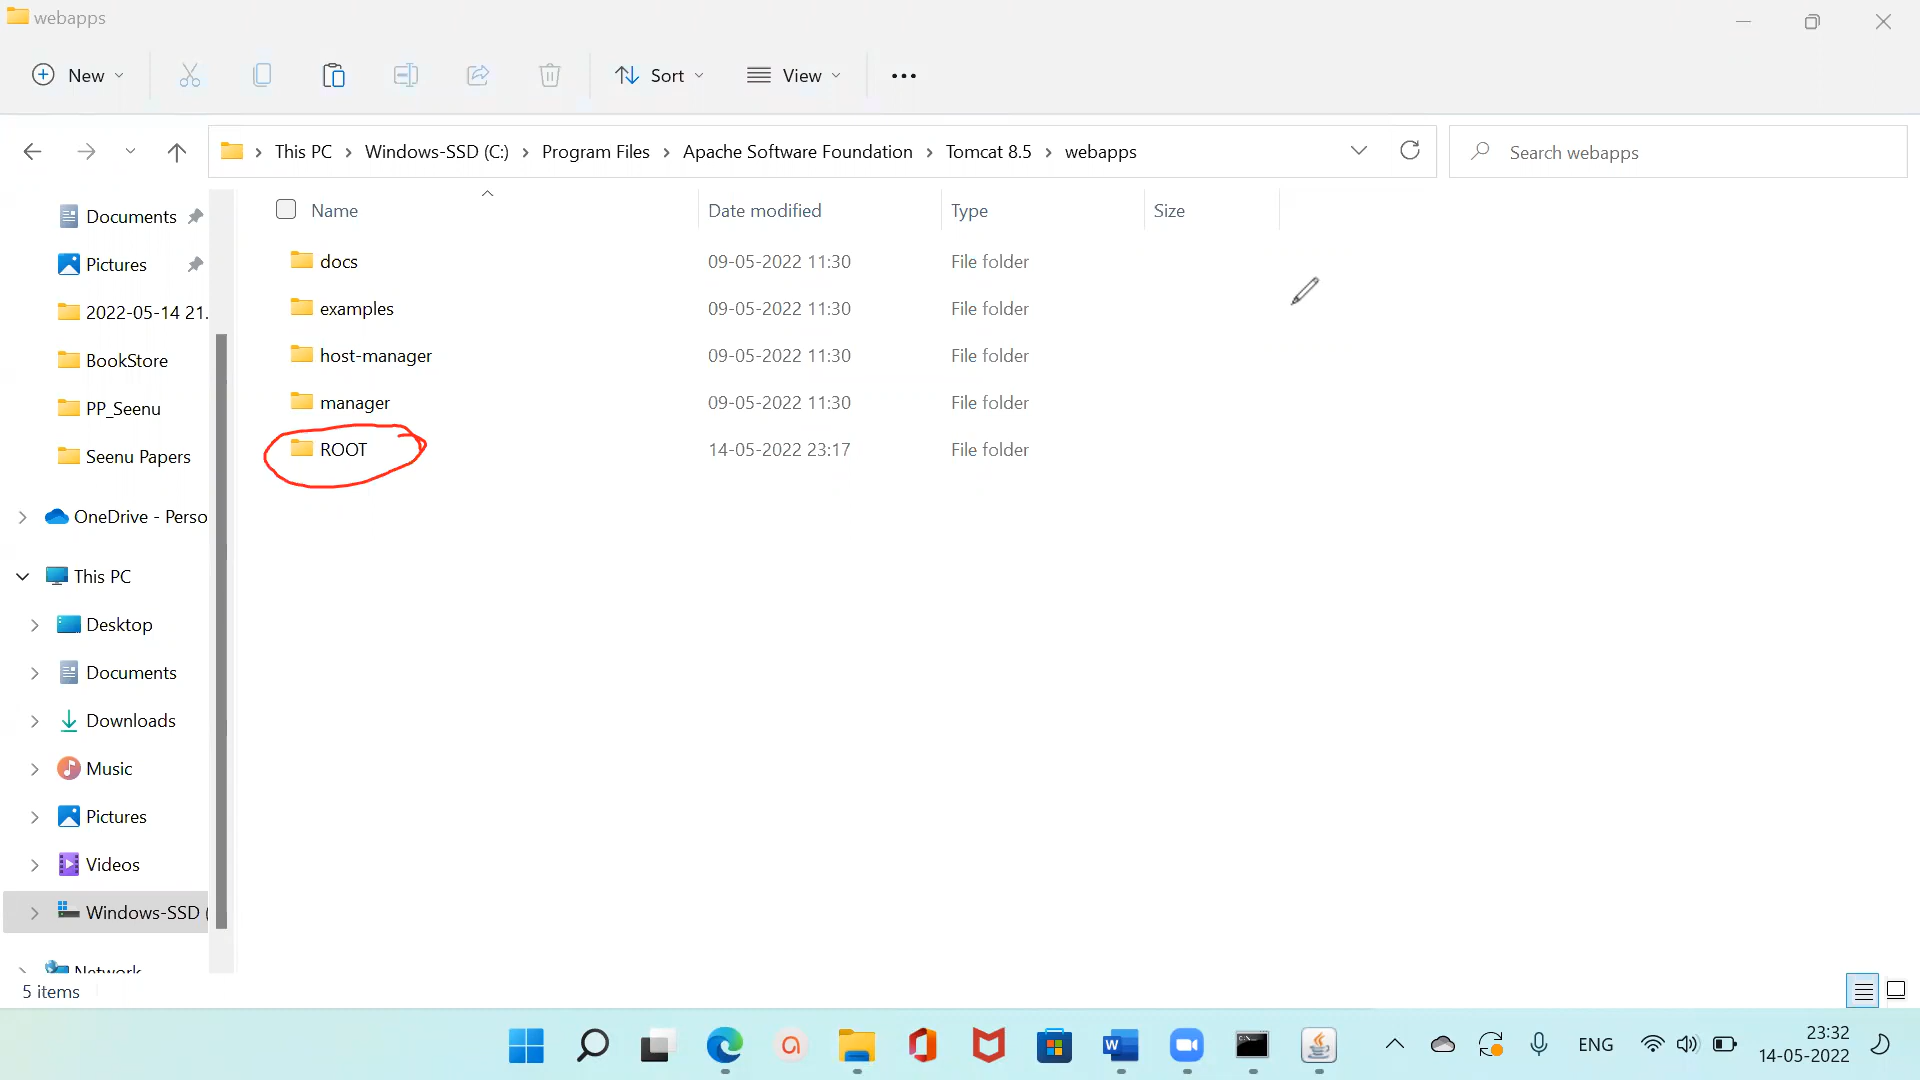 webapps
New
Sort
View
This PC > Windows-SSD (C:) > Program Files > Apache Software Foundation > Tomcat 8.5 > webapps
Search webapps
Documents
Pictures
2022-05-14 21.
BookStore
PP_Seenu
Seenu Papers
OneDrive - Perso
This PC
Desktop
Documents
Downloads
Music
Pictures
Videos
Windows-SSD (
Network
Name Date modified Type Size
docs 09-05-2022 11:30 File folder
examples 09-05-2022 11:30 File folder
host-manager 09-05-2022 11:30 File folder
manager 09-05-2022 11:30 File folder
ROOT 14-05-2022 23:17 File folder
5 items
ENG
23:32
14-05-2022